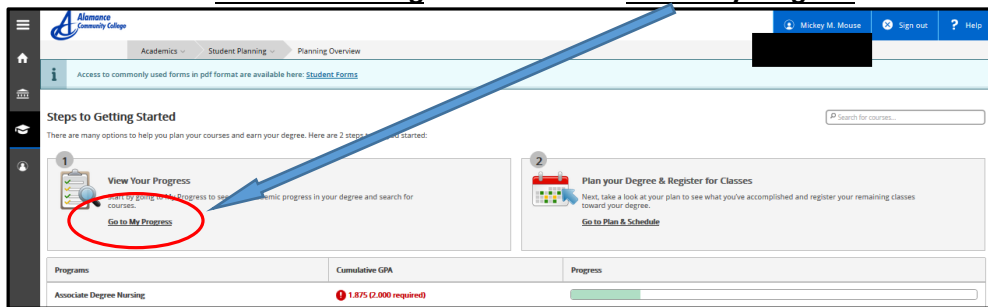 Alamance
Community College
Mickey M. Mouse
Sign out
? Help
Academics
Student Planning
Planning Overview
i
Access to commonly used forms in pdf format are available here: Student Forms
Steps to Getting Started
Search for courses...
There are many options to help you plan your courses and earn your degree. Here are 2 steps started:
1
View Your Progress
Start by going to My Progress to see academic progress in your degree and search for
courses.
Go to My Progress
2
Plan your Degree & Register for Classes
Next, take a look at your plan to see what you've accomplished and register your remaining classes
toward your degree.
Go to Plan & Schedule
Programs
Cumulative GPA
Progress
Associate Degree Nursing
1.875 (2.000 required)